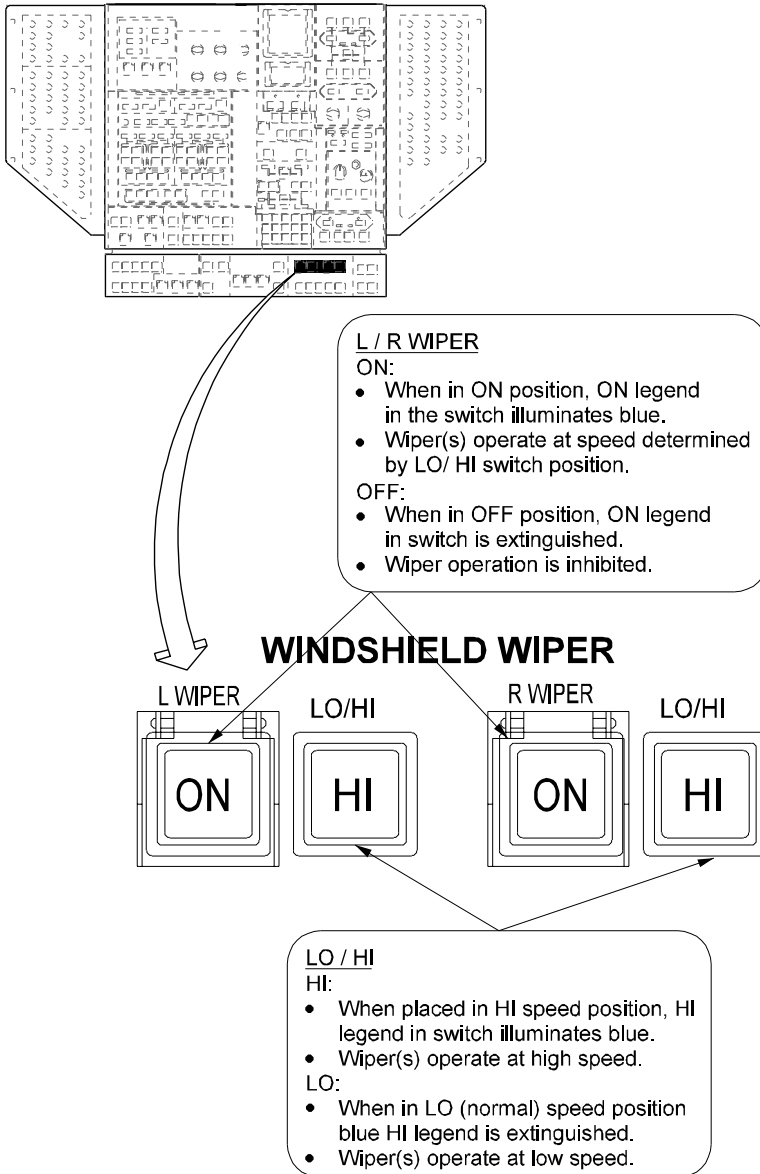 L / R WIPER
ON:
• When in ON position, ON legend
in the switch illuminates blue.
• Wiper(s) operate at speed determined
by LO/ HI switch position.
OFF:
• When in OFF position, ON legend
in switch is extinguished.
• Wiper operation is inhibited.
WINDSHIELD WIPER
L WIPER LO/HI R WIPER LO/HI
ON HI ON HI
LO / HI
HI:
• When placed in HI speed position, HI
legend in switch illuminates blue.
• Wiper(s) operate at high speed.
LO:
• When in LO (normal) speed position
blue HI legend is extinguished.
• Wiper(s) operate at low speed.